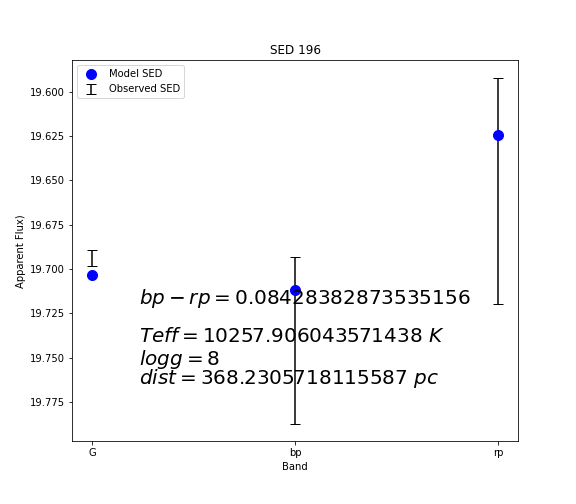 SED 196
Model SED
Observed SED
19.600
19.625
19.650
19.675
19.700
19.725
19.750
19.775
Apparent Flux)
bp − rp = 0.08428382873535156
Teff = 10257.906043571438 K
logg = 8
dist = 368.2305718115587 pc
G
bp
rp
Band